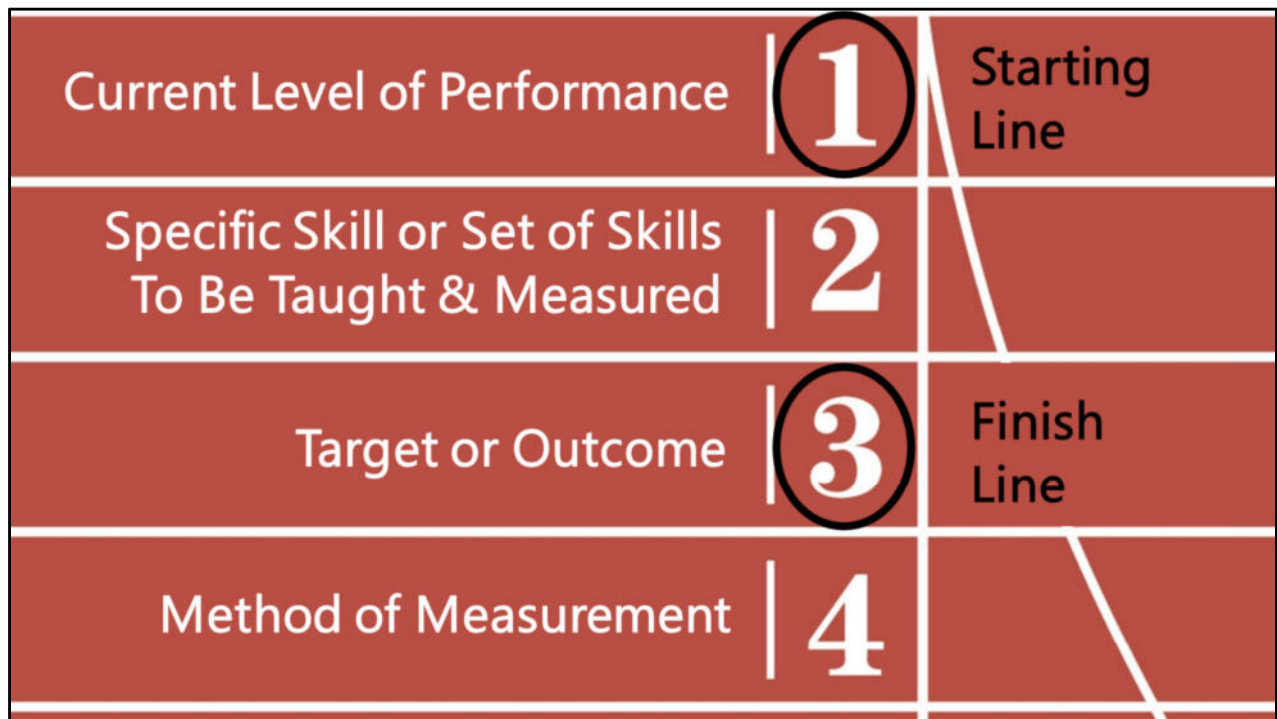 Current Level of Performance
1
Starting
Line
Specific Skill or Set of Skills
To Be Taught & Measured
2
Target or Outcome
3
Finish
Line
Method of Measurement
4